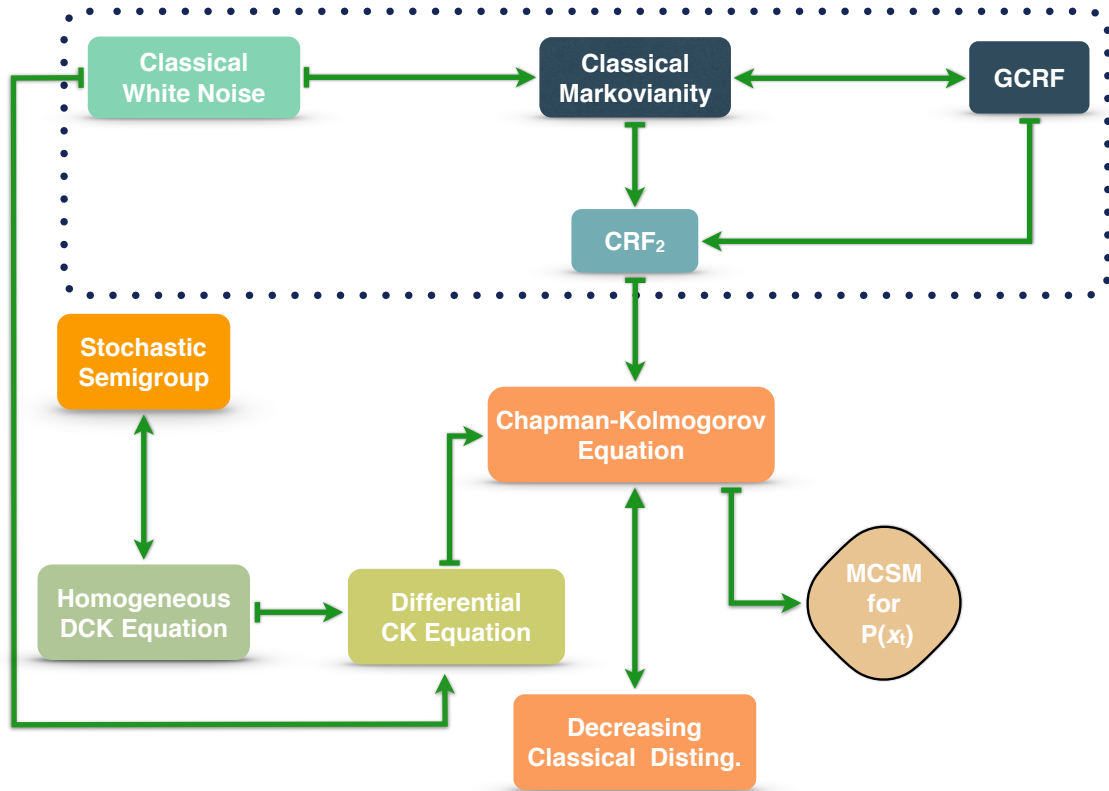 Classical
White Noise
Classical
Markovianity
GCRF
CRF₂
Stochastic
Semigroup
Chapman-Kolmogorov
Equation
Homogeneous
DCK Equation
Differential
CK Equation
MCSM
for
P(xₜ)
Decreasing
Classical Disting.